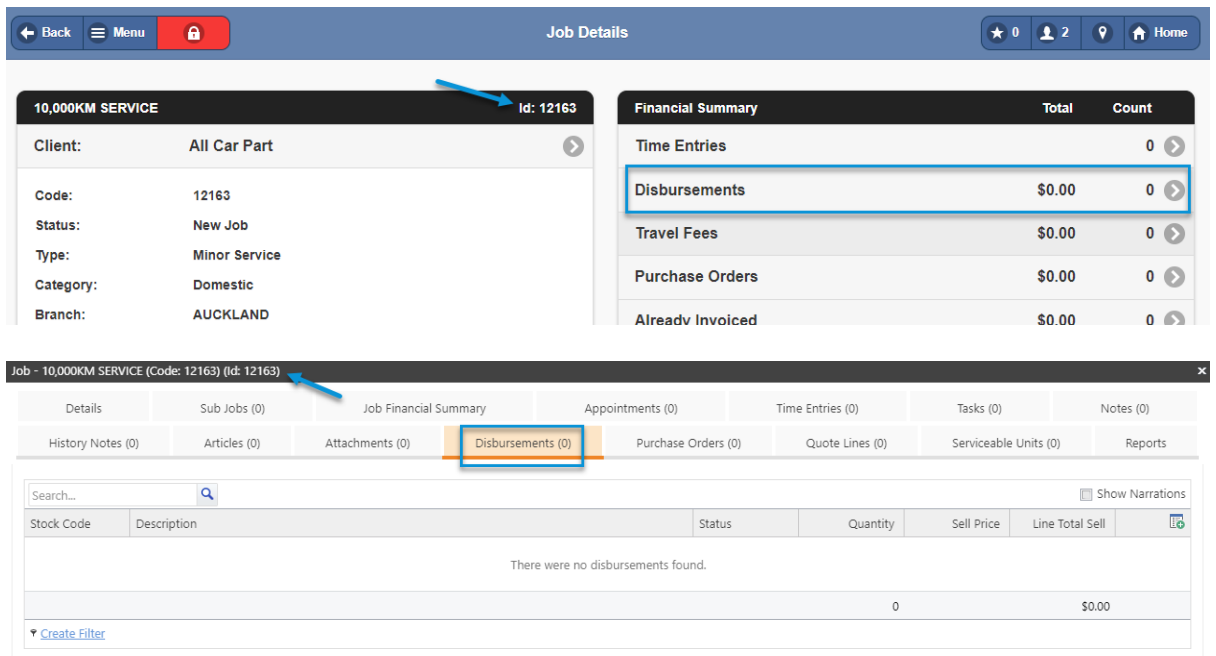 Back Menu Job Details 0 2 Home
10,000KM SERVICE Id: 12163
Client: All Car Part
Code: 12163
Status: New Job
Type: Minor Service
Category: Domestic
Branch: AUCKLAND
Financial Summary Total Count
Time Entries 0
Disbursements $0.00 0
Travel Fees $0.00 0
Purchase Orders $0.00 0
Already Invoiced $0.00 0
Job - 10,000KM SERVICE (Code: 12163) (Id: 12163) x
Details Sub Jobs (0) Job Financial Summary Appointments (0) Time Entries (0) Tasks (0) Notes (0)
History Notes (0) Articles (0) Attachments (0) Disbursements (0) Purchase Orders (0) Quote Lines (0) Serviceable Units (0) Reports
Search... Show Narrations
Stock Code Description Status Quantity Sell Price Line Total Sell
There were no disbursements found.
0 $0.00
Create Filter